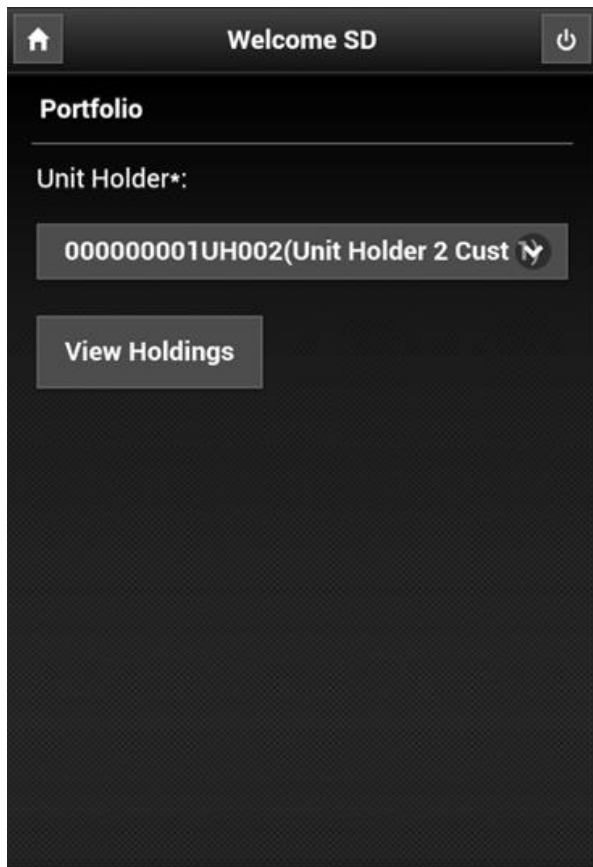 Welcome SD
Portfolio
Unit Holder*:
000000001UH002(Unit Holder 2 Cust
View Holdings